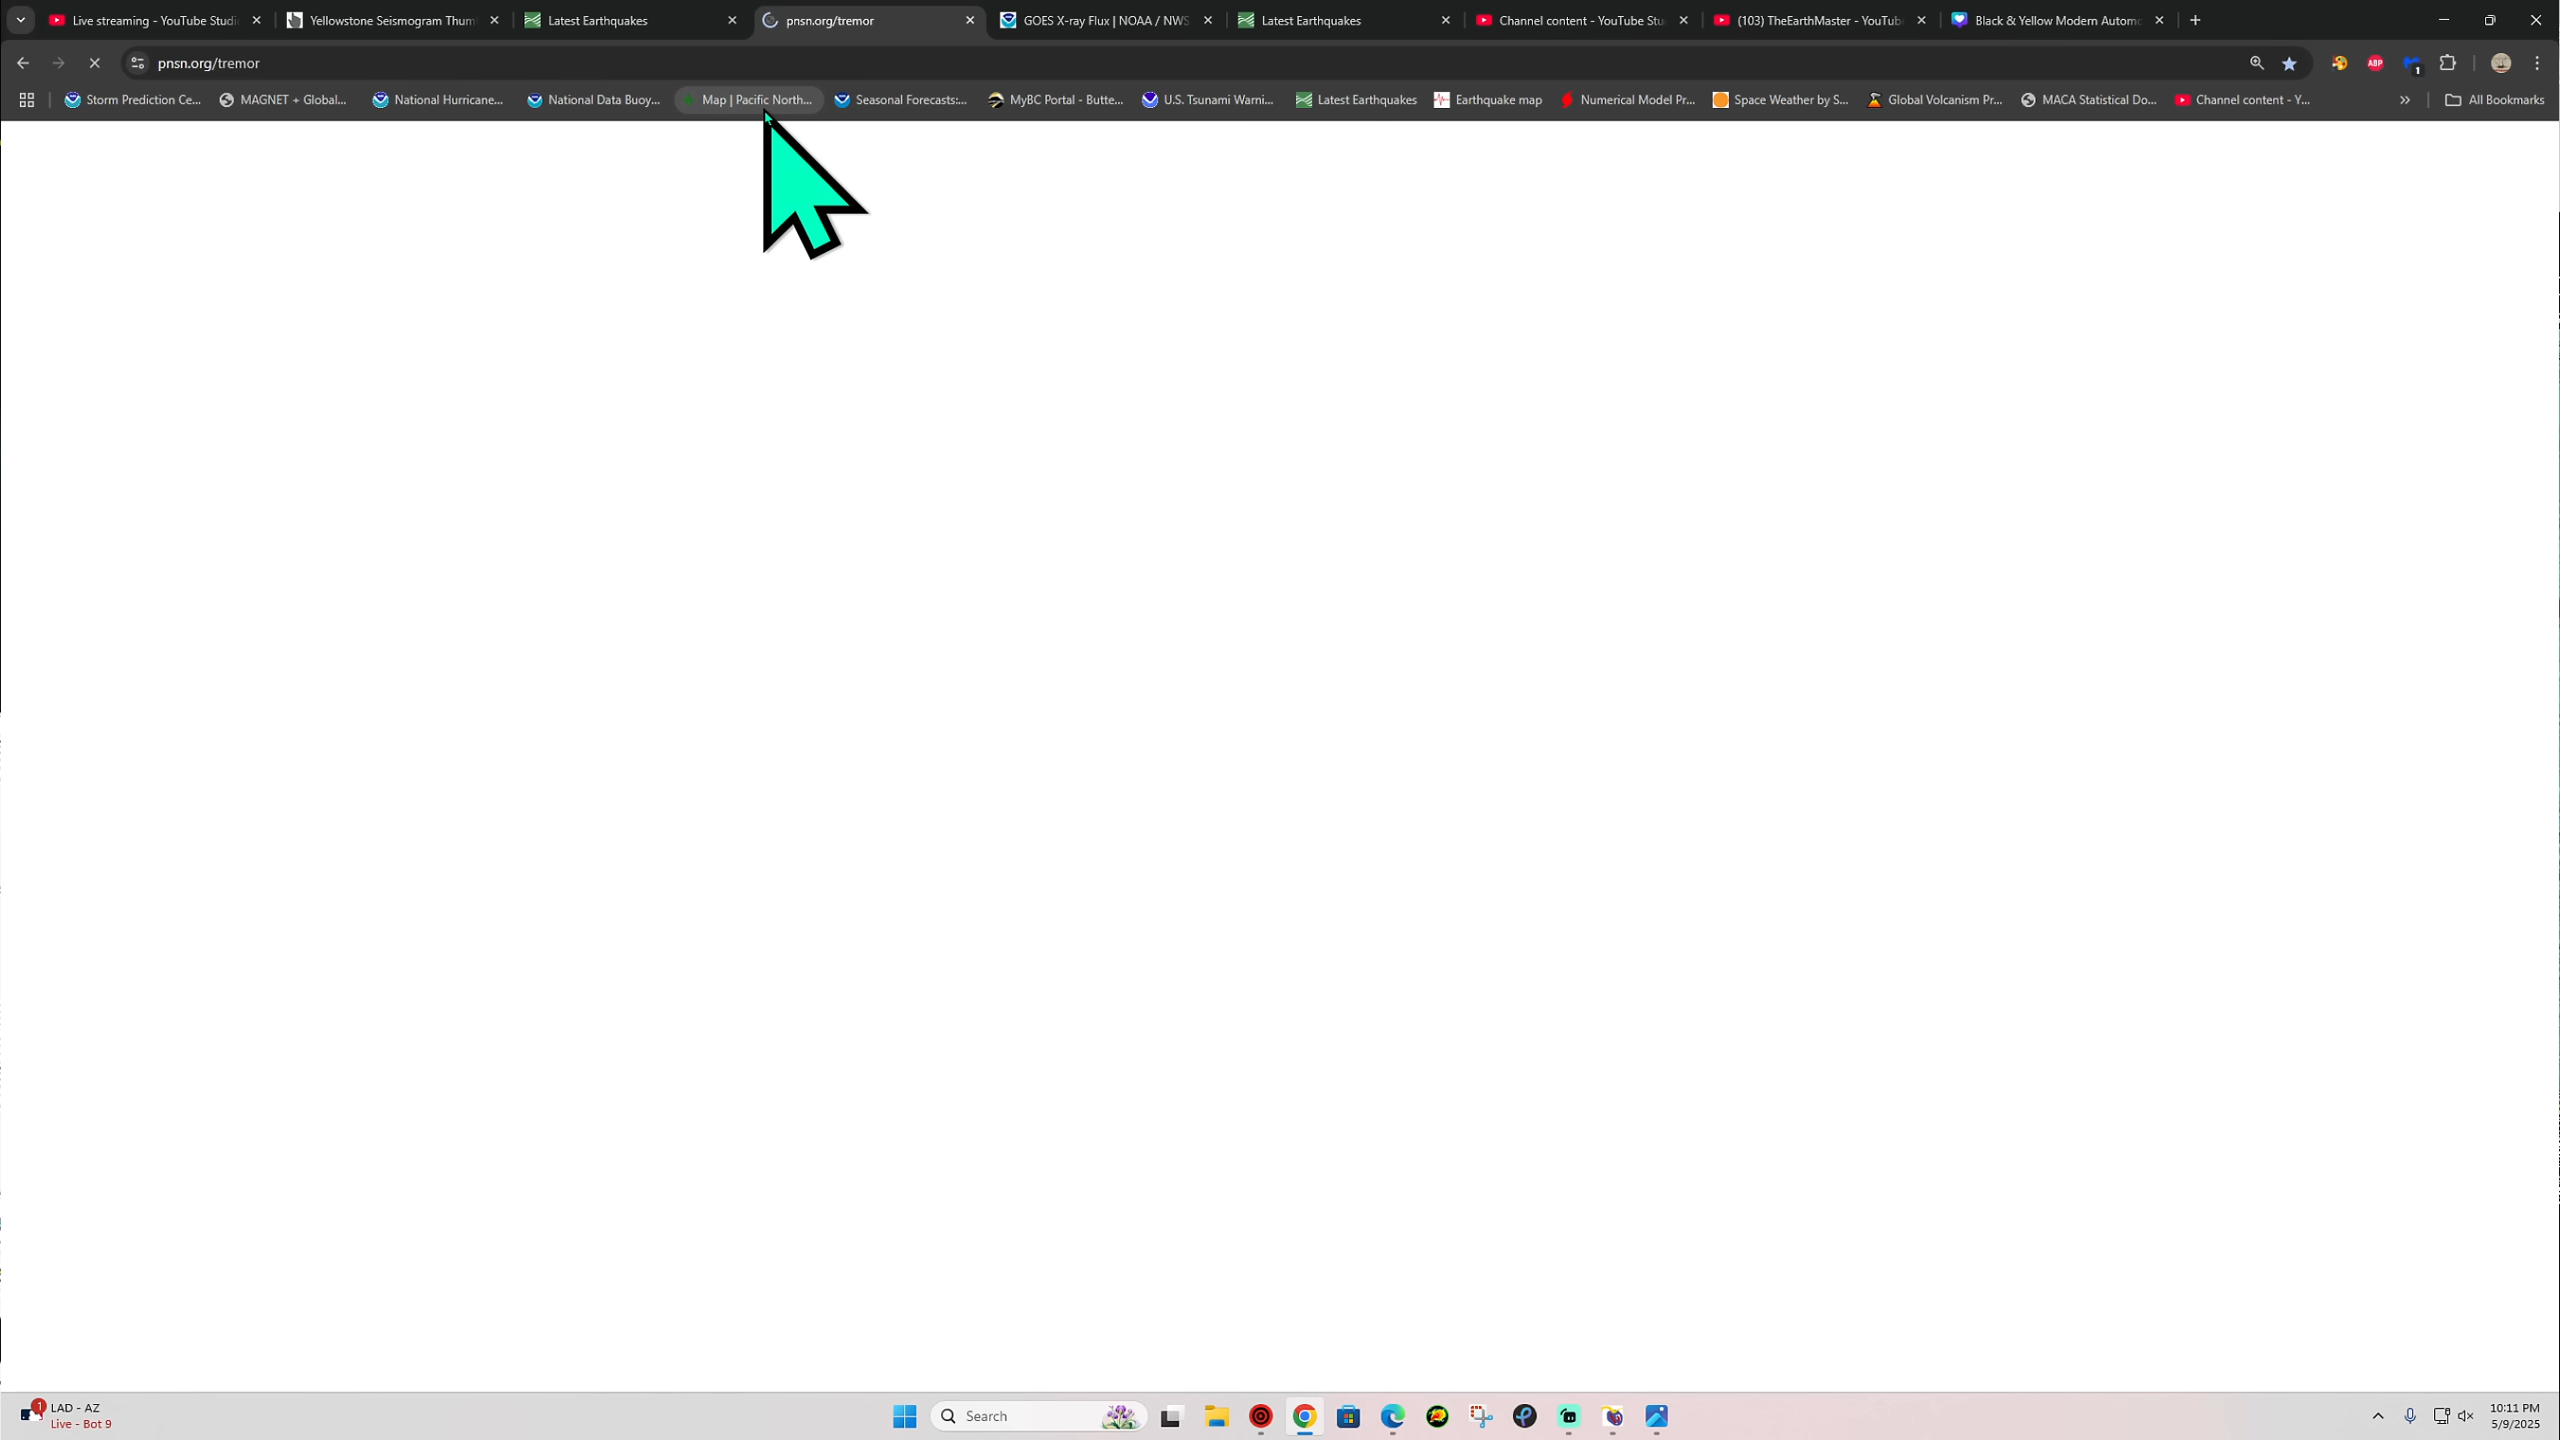 Live streaming - YouTube Studi
Yellowstone Seismogram Thum
Latest Earthquakes
pnsn.org/tremor
GOES X-ray Flux | NOAA / NWS
Latest Earthquakes
Channel content - YouTube Stu
(103) TheEarthMaster - YouTube
Black & Yellow Modern Automo
pnsn.org/tremor
ABP
1
Storm Prediction Ce...
MAGNET + Global...
National Hurricane...
National Data Buoy...
Map | Pacific North...
Seasonal Forecasts:...
MyBC Portal - Butte...
U.S. Tsunami Warni...
Latest Earthquakes
Earthquake map
Numerical Model Pr...
Space Weather by S...
Global Volcanism Pr...
MACA Statistical Do...
Channel content - Y...
All Bookmarks
1
LAD - AZ
Live - Bot 9
Search
10:11 PM
5/9/2025